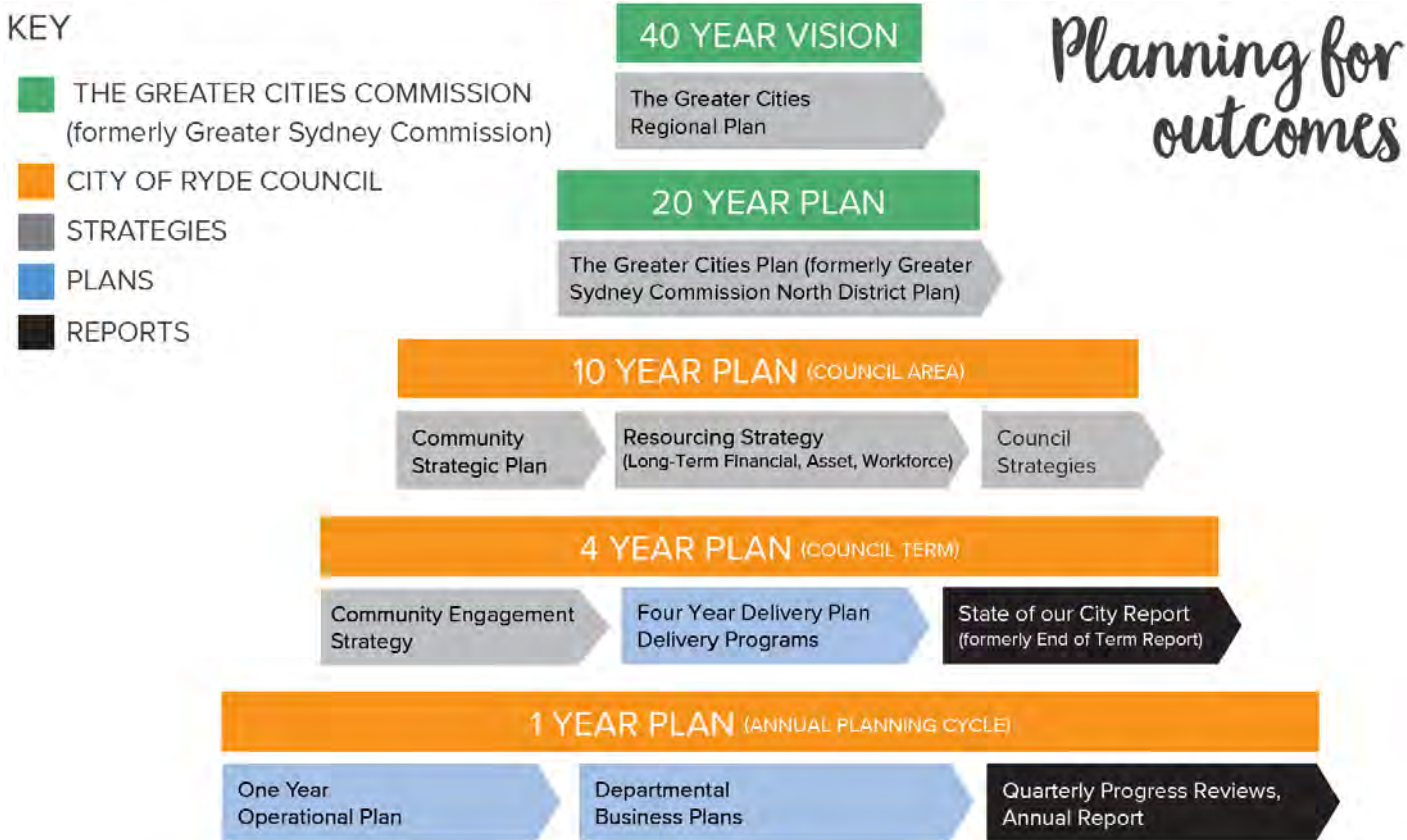 KEY
THE GREATER CITIES COMMISSION
(formerly Greater Sydney Commission)
CITY OF RYDE COUNCIL
STRATEGIES
PLANS
REPORTS
Planning for
outcomes
40 YEAR VISION
The Greater Cities
Regional Plan
20 YEAR PLAN
The Greater Cities Plan (formerly Greater
Sydney Commission North District Plan)
10 YEAR PLAN (COUNCIL AREA)
Community
Strategic Plan
Resourcing Strategy
(Long-Term Financial, Asset, Workforce)
Council
Strategies
4 YEAR PLAN (COUNCIL TERM)
Community Engagement
Strategy
Four Year Delivery Plan
Delivery Programs
State of our City Report
(formerly End of Term Report)
1 YEAR PLAN (ANNUAL PLANNING CYCLE)
One Year
Operational Plan
Departmental
Business Plans
Quarterly Progress Reviews,
Annual Report